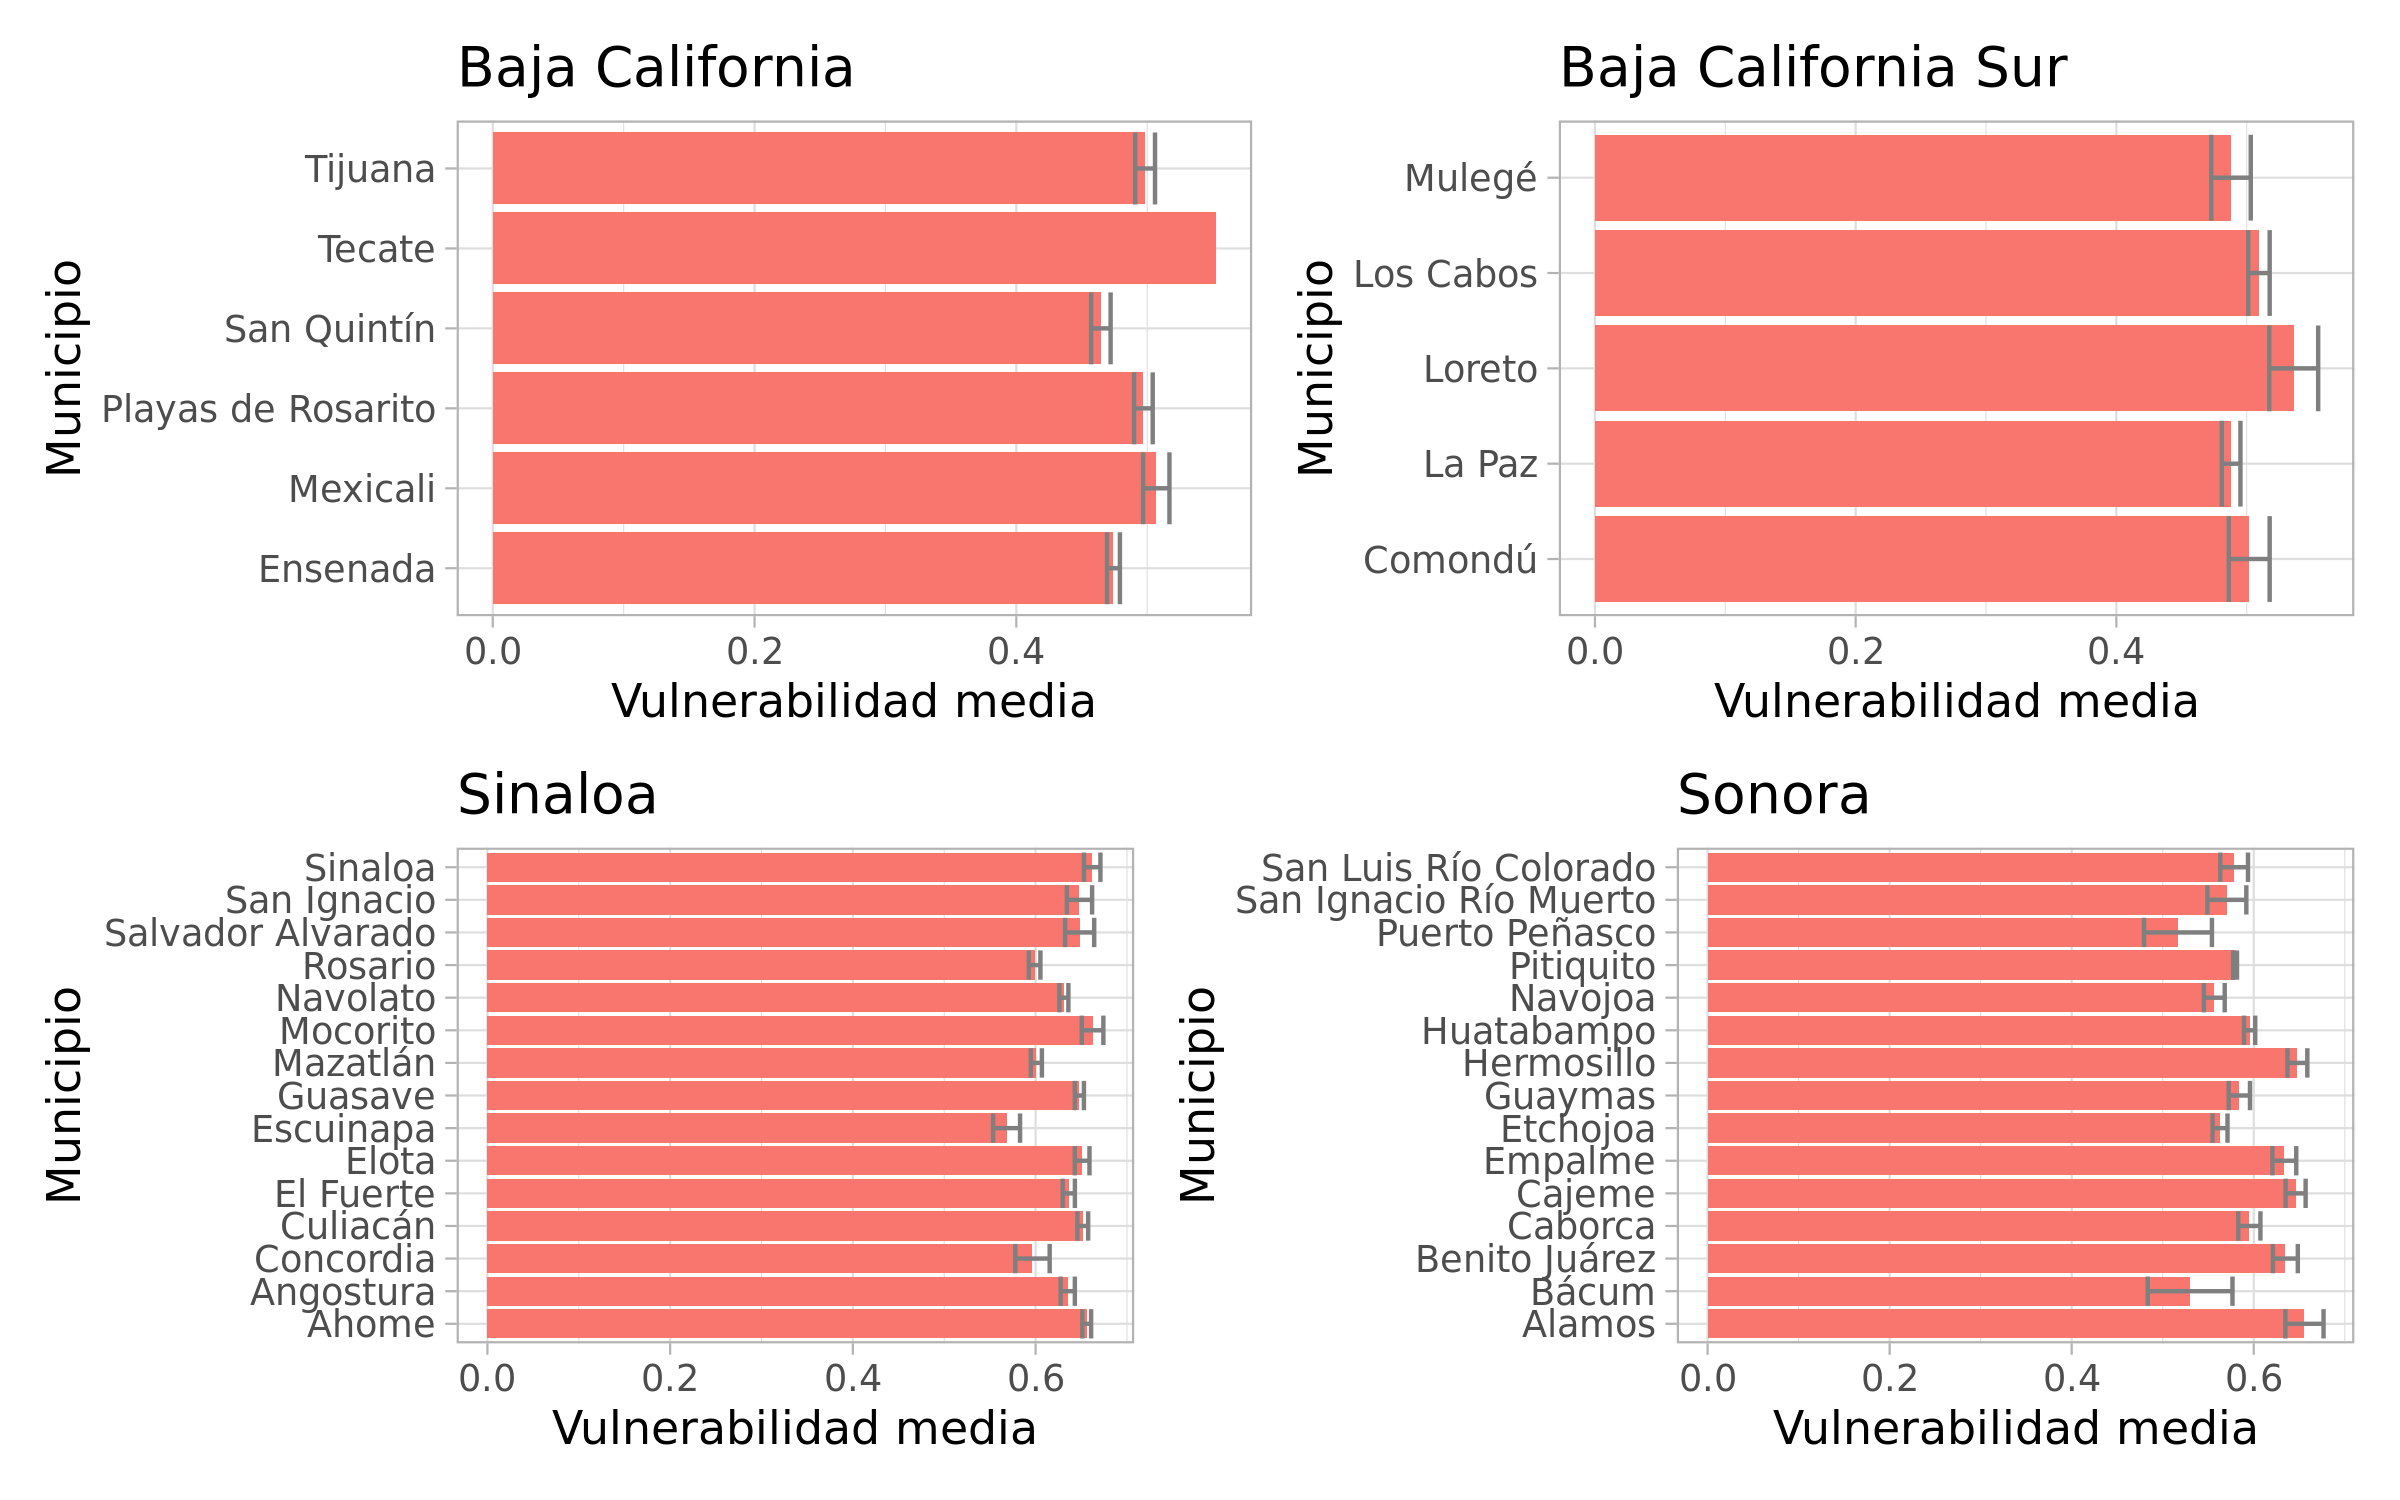 Baja California
Municipio
Tijuana
Tecate
San Quintín
Playas de Rosarito
Mexicali
Ensenada
0.0 0.2 0.4
Vulnerabilidad media
Baja California Sur
Municipio
Mulegé
Los Cabos
Loreto
La Paz
Comondú
0.0 0.2 0.4
Vulnerabilidad media
Sinaloa
Municipio
Sinaloa
San Ignacio
Salvador Alvarado
Rosario
Navolato
Mocorito
Mazatlán
Guasave
Escuinapa
Elota
El Fuerte
Culiacán
Concordia
Angostura
Ahome
0.0 0.2 0.4 0.6
Vulnerabilidad media
Sonora
Municipio
San Luis Río Colorado
San Ignacio Río Muerto
Puerto Peñasco
Pitiquito
Navojoa
Huatabampo
Hermosillo
Guaymas
Etchojoa
Empalme
Cajeme
Caborca
Benito Juárez
Bácum
Alamos
0.0 0.2 0.4 0.6
Vulnerabilidad media